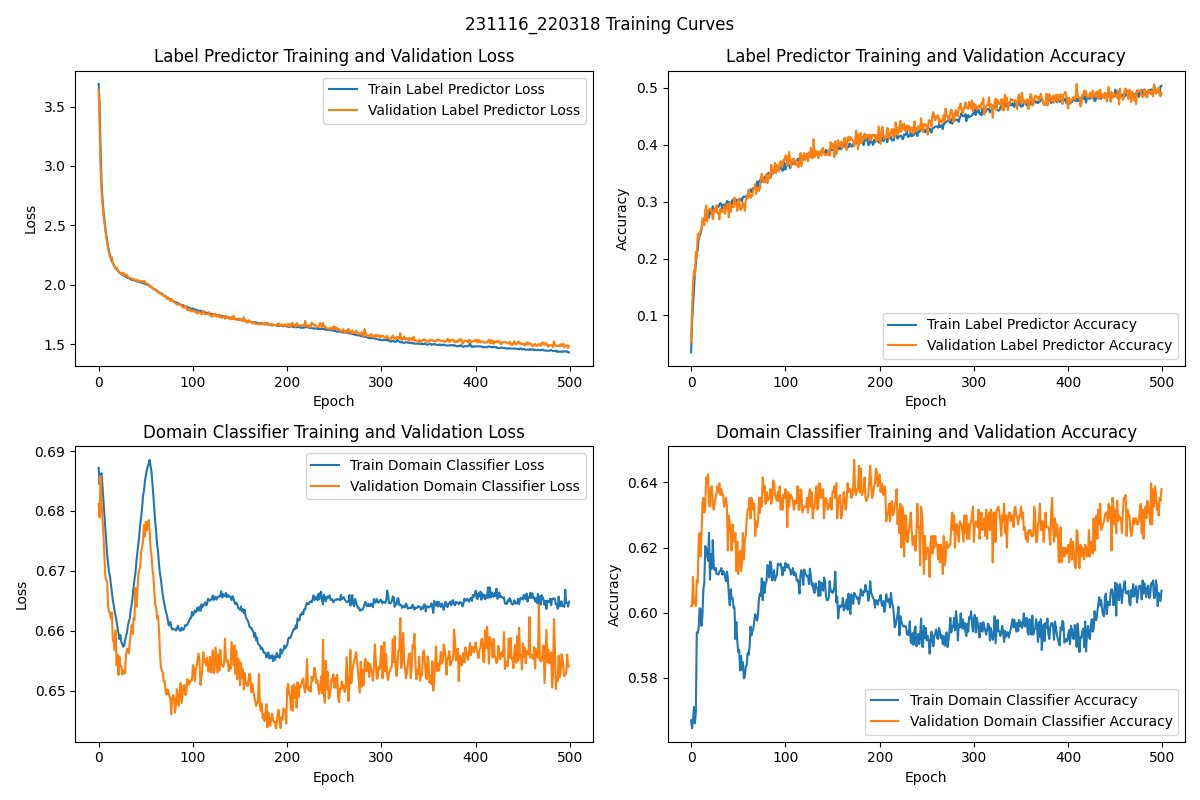 231116_220318 Training Curves
Label Predictor Training and Validation Loss
Train Label Predictor Loss
Validation Label Predictor Loss
3.5
3.0
2.5
2.0
1.5
Loss
0 100 200 300 400 500
Epoch
Label Predictor Training and Validation Accuracy
0.5
0.4
0.3
0.2
0.1
Accuracy
Train Label Predictor Accuracy
Validation Label Predictor Accuracy
0 100 200 300 400 500
Epoch
Domain Classifier Training and Validation Loss
Train Domain Classifier Loss
Validation Domain Classifier Loss
0.69
0.68
0.67
0.66
0.65
Loss
0 100 200 300 400 500
Epoch
Domain Classifier Training and Validation Accuracy
0.64
0.62
0.60
0.58
Accuracy
Train Domain Classifier Accuracy
Validation Domain Classifier Accuracy
0 100 200 300 400 500
Epoch